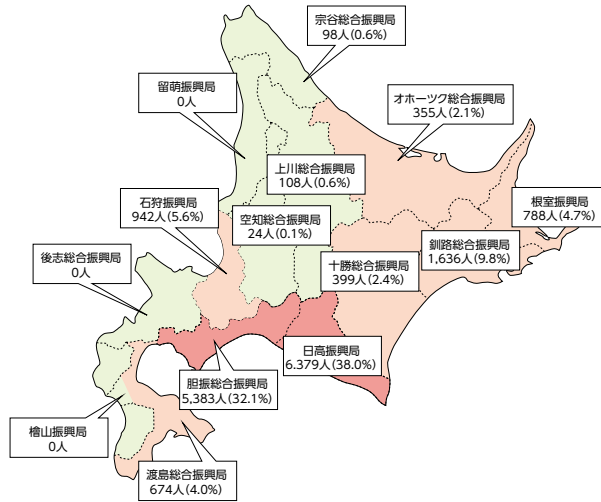 宗谷総合振興局
98人(0.6%)
留萌振興局
0人
オホーツク総合振興局
355人(2.1%)
上川総合振興局
108人(0.6%)
石狩振興局
942人(5.6%)
空知総合振興局
24人(0.1%)
根室振興局
788人(4.7%)
釧路総合振興局
1,636人(9.8%)
後志総合振興局
0人
十勝総合振興局
399人(2.4%)
日高振興局
6.379人(38.0%)
胆振総合振興局
5,383人(32.1%)
檜山振興局
0人
渡島総合振興局
674人(4.0%)